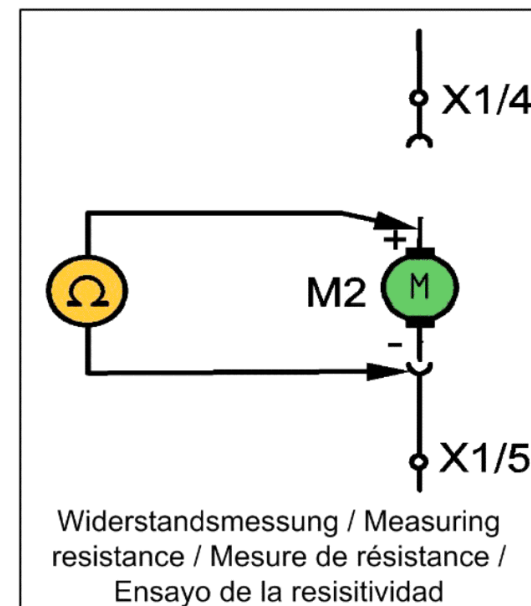 X1/4
+
Ω
M2
M
-
X1/5
Widerstandsmessung / Measuring
resistance / Mesure de résistance /
Ensayo de la resisitividad